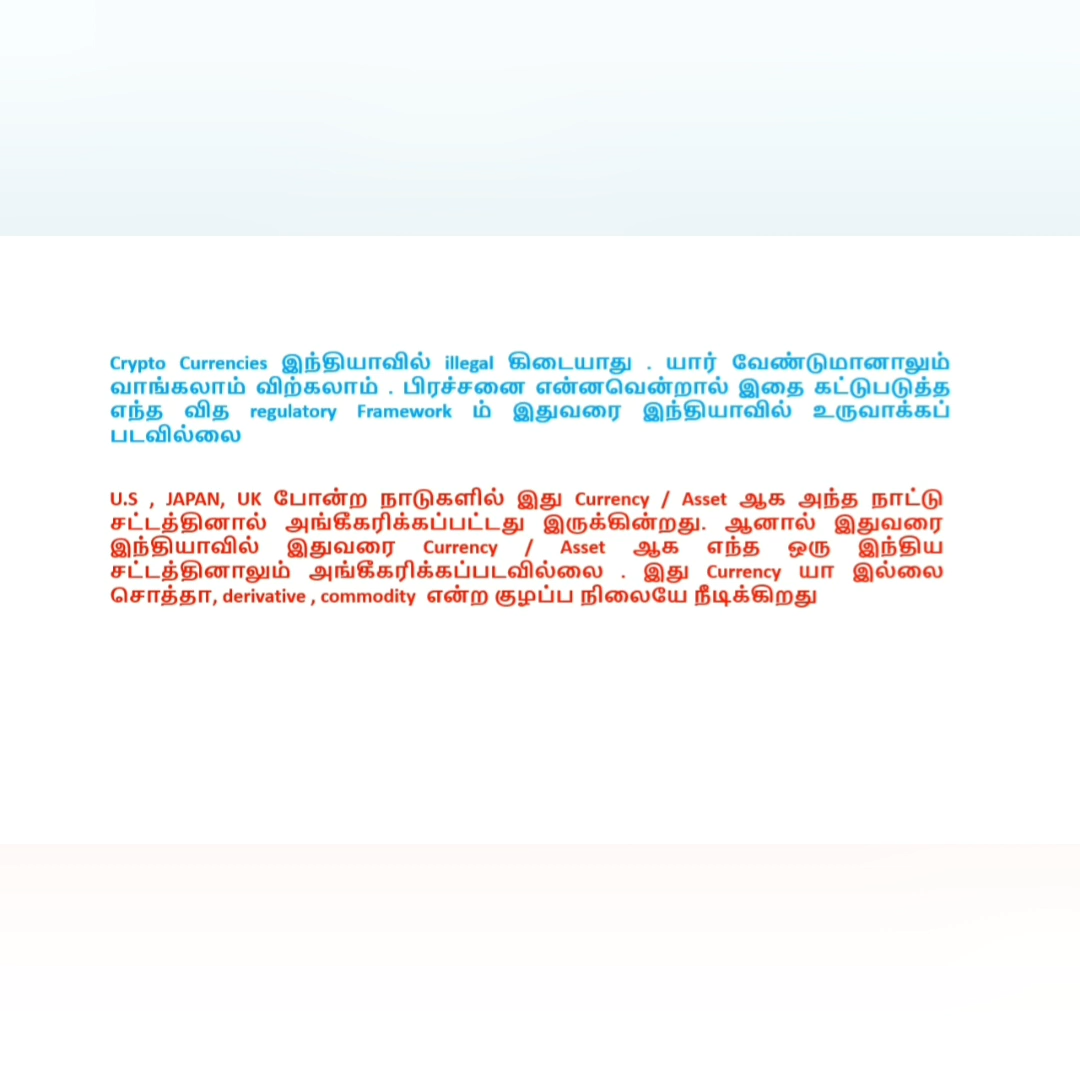 Crypto Currencies இந்தியாவில் illegal கிடையாது . யார் வேண்டுமானாலும்
வாங்கலாம் விற்கலாம் . பிரச்சனை என்னவென்றால் இதை கட்டுபடுத்த
எந்த வித regulatory Framework ம் இதுவரை இந்தியாவில் உருவாக்கப்
படவில்லை
U.S , JAPAN, UK போன்ற நாடுகளில் இது Currency / Asset ஆக அந்த நாட்டு
சட்டத்தினால் அங்கீகரிக்கப்பட்டது இருக்கின்றது. ஆனால் இதுவரை
இந்தியாவில் இதுவரை Currency / Asset ஆக எந்த ஒரு இந்திய
சட்டத்தினாலும் அங்கீகரிக்கப்படவில்லை . இது Currency யா இல்லை
சொத்தா, derivative , commodity என்ற குழப்ப நிலையே நீடிக்கிறது